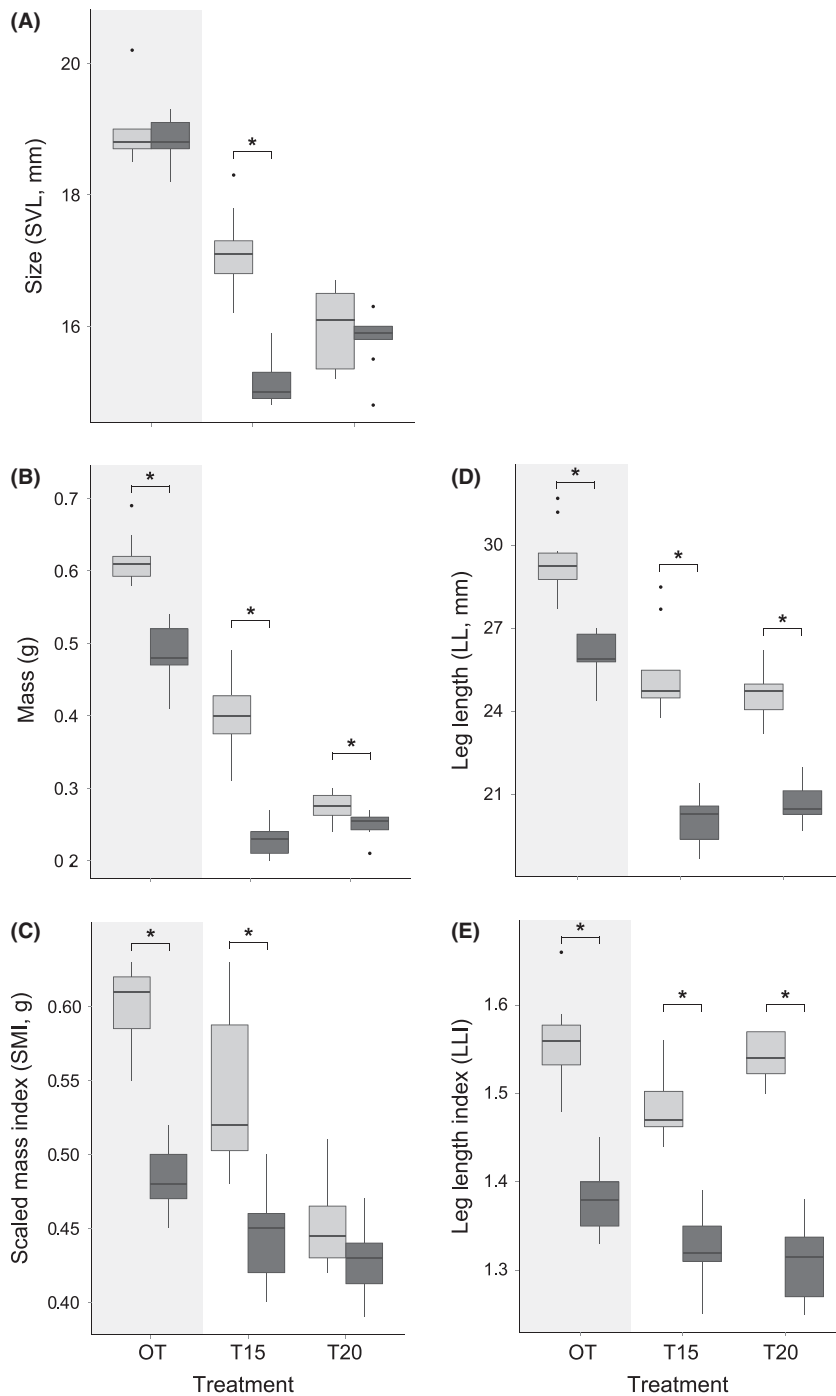 (A)
Size (SVL, mm)
20
18
16
*
(B)
Mass (g)
0.7
0.6
0.5
0.4
0.3
0.2
*
*
*
(D)
Leg length (LL, mm)
30
27
24
21
*
*
*
(C)
Scaled mass index (SMI, g)
0.60
0.55
0.50
0.45
0.40
*
*
OT
T15
T20
Treatment
(E)
Leg length index (LLI)
1.6
1.5
1.4
1.3
*
*
*
OT
T15
T20
Treatment